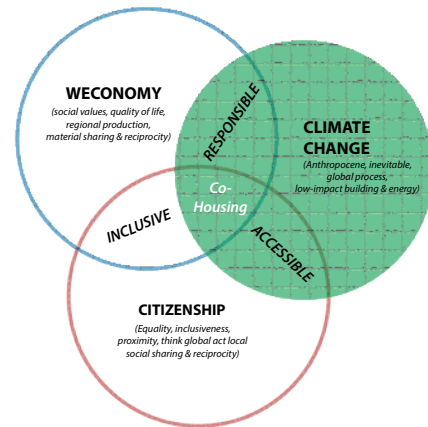 WECONOMY
(social values, quality of life,
regional production,
material sharing & reciprocity)
RESPONSIBLE
CLIMATE
CHANGE
(Anthropocene, inevitable,
global process,
low-impact building & energy)
Co-
Housing
INCLUSIVE
ACCESSIBLE
CITIZENSHIP
(Equality, inclusiveness,
proximity, think global act local
social sharing & reciprocity)